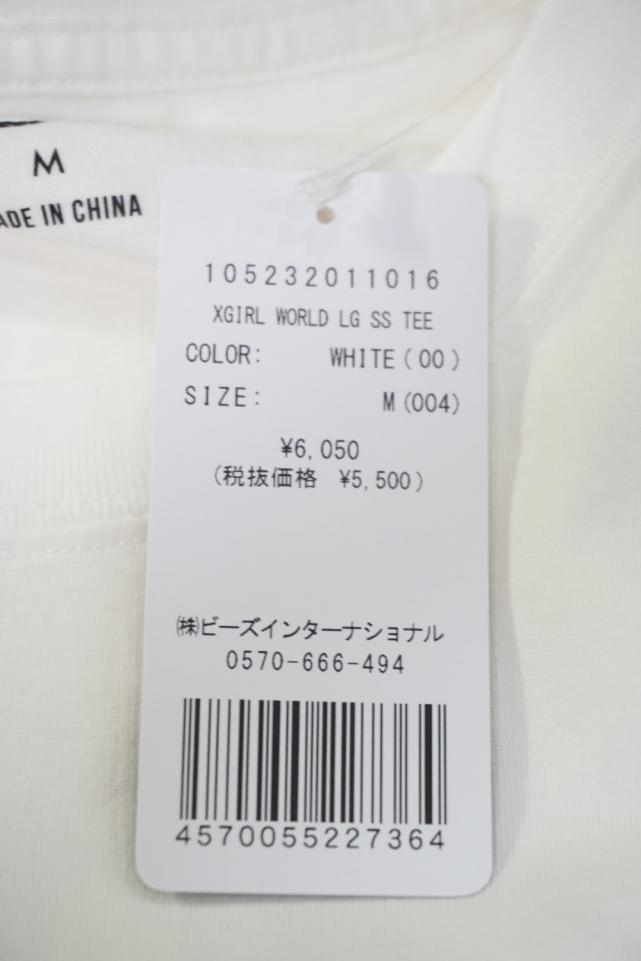 M
MADE IN CHINA
105232011016
XGIRL WORLD LG SS TEE
COLOR: WHITE(00)
SIZE: M(004)
¥6,050
(税抜価格 ¥5,500)
㈱ビーズインターナショナル
0570-666-494
4570055227364